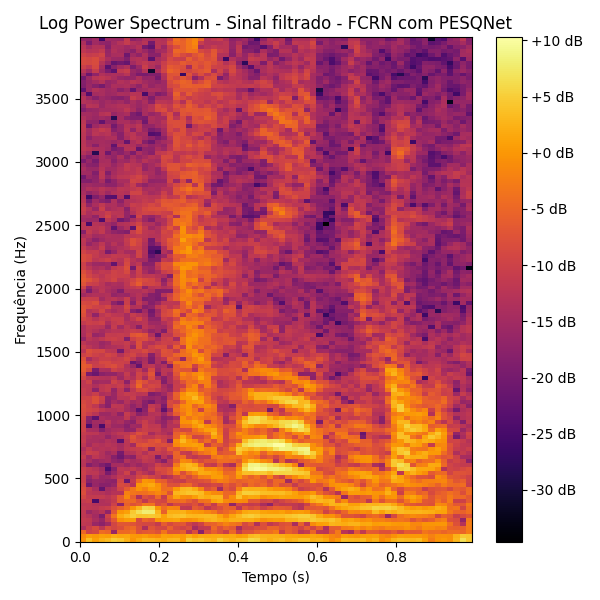 Log Power Spectrum - Sinal filtrado - FCRN com PESQNet
Frequência (Hz)
3500
3000
2500
2000
1500
1000
500
0
0.0 0.2 0.4 0.6 0.8
Tempo (s)
+10 dB
+5 dB
+0 dB
-5 dB
-10 dB
-15 dB
-20 dB
-25 dB
-30 dB